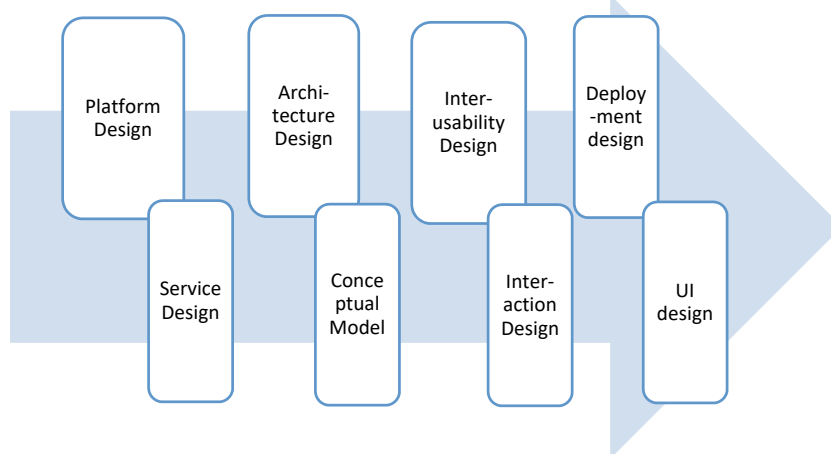 Platform
Design
Archi-
tecture
Design
Inter-
usability
Design
Deploy
-ment
design
Service
Design
Conce
ptual
Model
Inter-
action
Design
UI
design